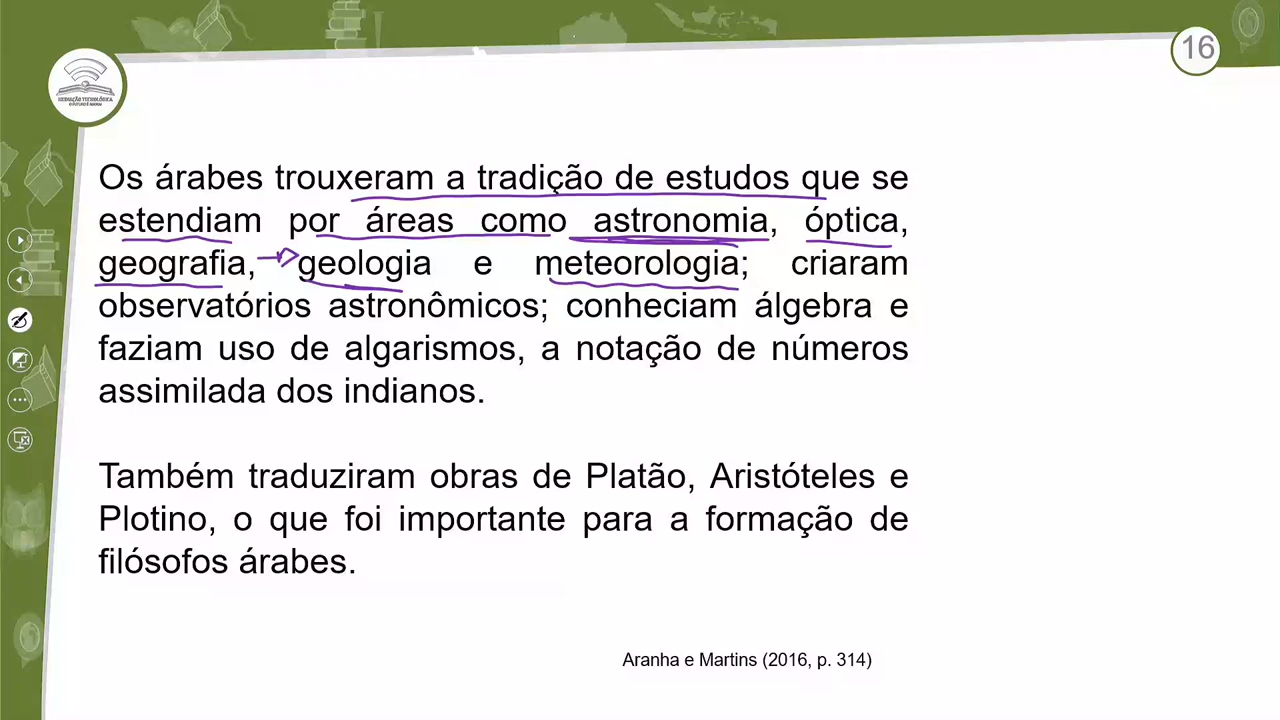 16
MEDIAÇÃO TECNOLÓGICA
Os árabes trouxeram a tradição de estudos que se
estendiam por áreas como astronomia, óptica,
geografia, geologia e meteorologia; criaram
observatórios astronômicos; conheciam álgebra e
faziam uso de algarismos, a notação de números
assimilada dos indianos.
Também traduziram obras de Platão, Aristóteles e
Plotino, o que foi importante para a formação de
filósofos árabes.
Aranha e Martins (2016, p. 314)